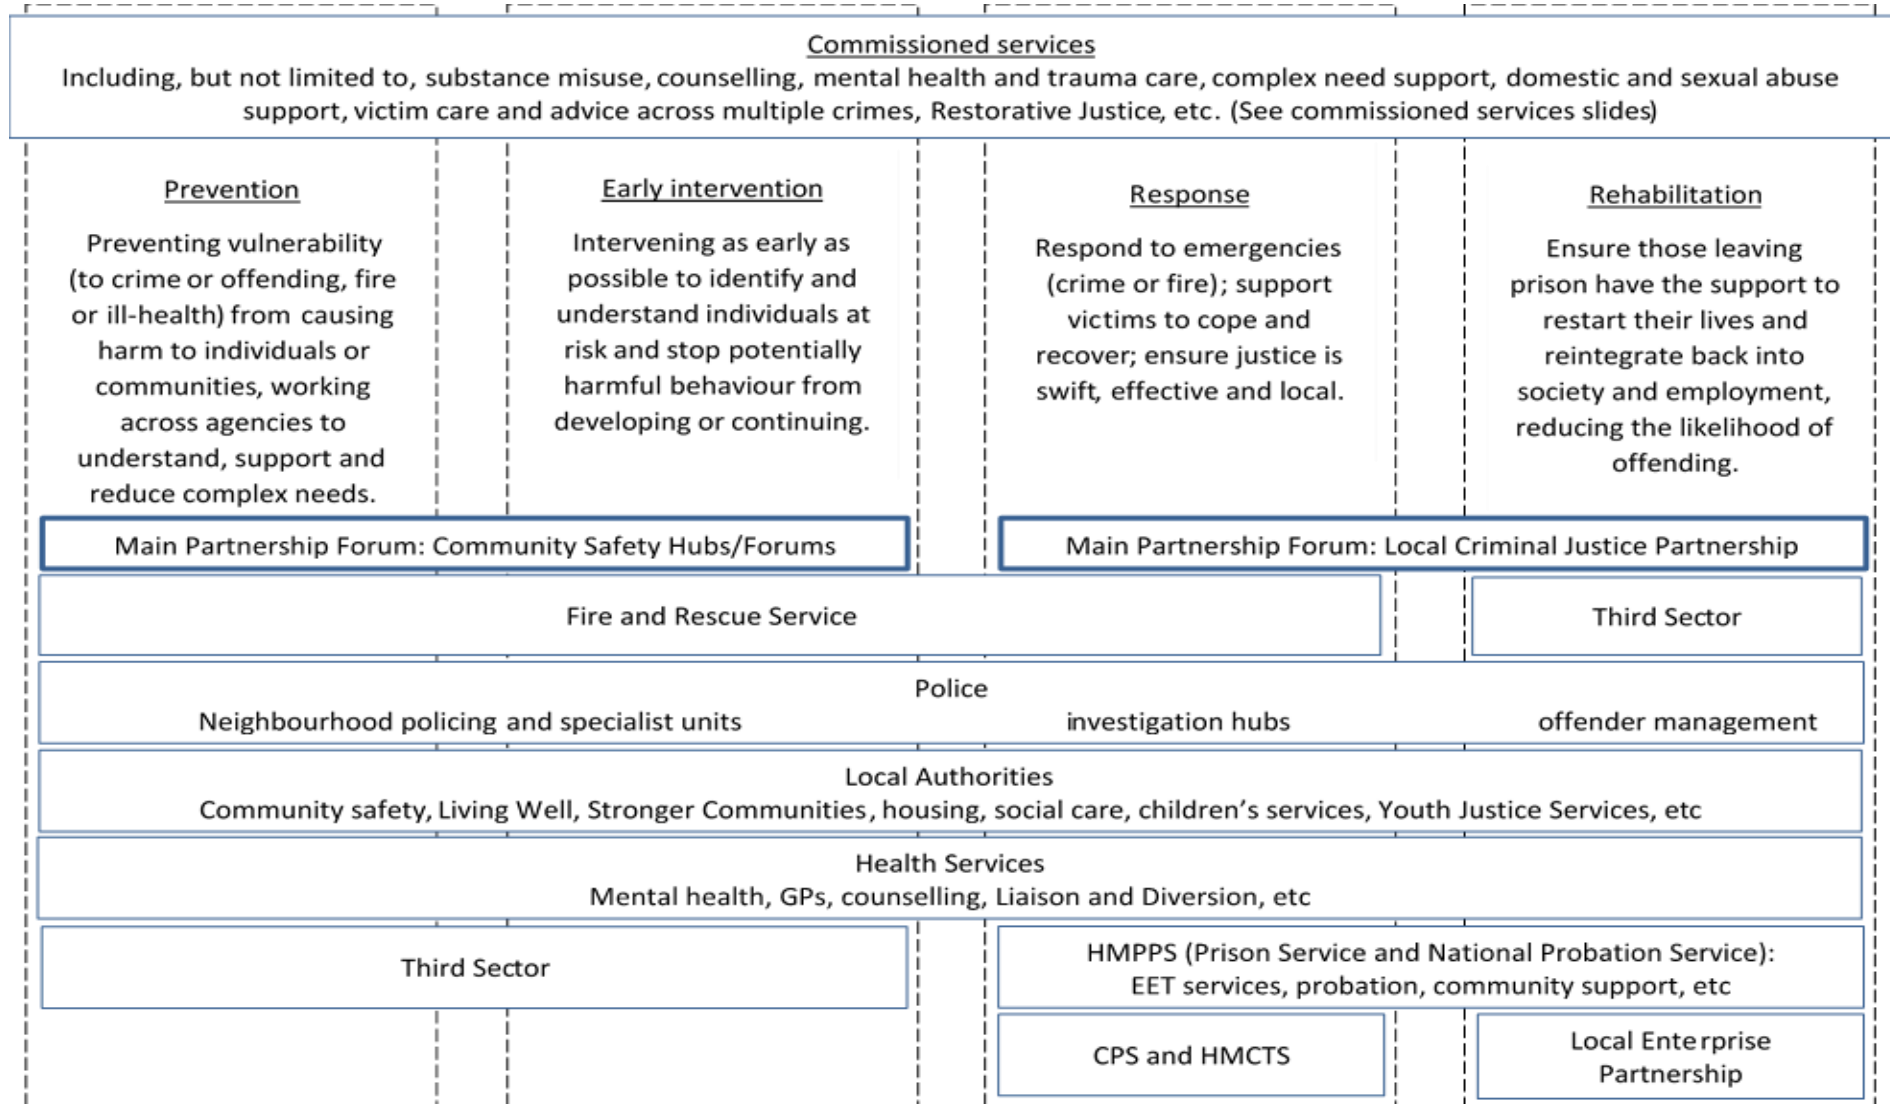 Commissioned services
Including, but not limited to, substance misuse, counselling, mental health and trauma care, complex need support, domestic and sexual abuse
support, victim care and advice across multiple crimes, Restorative Justice, etc. (See commissioned services slides)
Prevention
Preventing vulnerability
(to crime or offending, fire
or ill-health) from causing
harm to individuals or
communities, working
across agencies to
understand, support and
reduce complex needs.
Early intervention
Intervening as early as
possible to identify and
understand individuals at
risk and stop potentially
harmful behaviour from
developing or continuing.
Response
Respond to emergencies
(crime or fire); support
victims to cope and
recover; ensure justice is
swift, effective and local.
Rehabilitation
Ensure those leaving
prison have the support to
restart their lives and
reintegrate back into
society and employment,
reducing the likelihood of
offending.
Main Partnership Forum: Community Safety Hubs/Forums
Main Partnership Forum: Local Criminal Justice Partnership
Fire and Rescue Service
Third Sector
Police
Neighbourhood policing and specialist units investigation hubs offender management
Local Authorities
Community safety, Living Well, Stronger Communities, housing, social care, children's services, Youth Justice Services, etc
Health Services
Mental health, GPs, counselling, Liaison and Diversion, etc
Third Sector
HMPPS (Prison Service and National Probation Service):
EET services, probation, community support, etc
CPS and HMCTS
Local Enterprise
Partnership